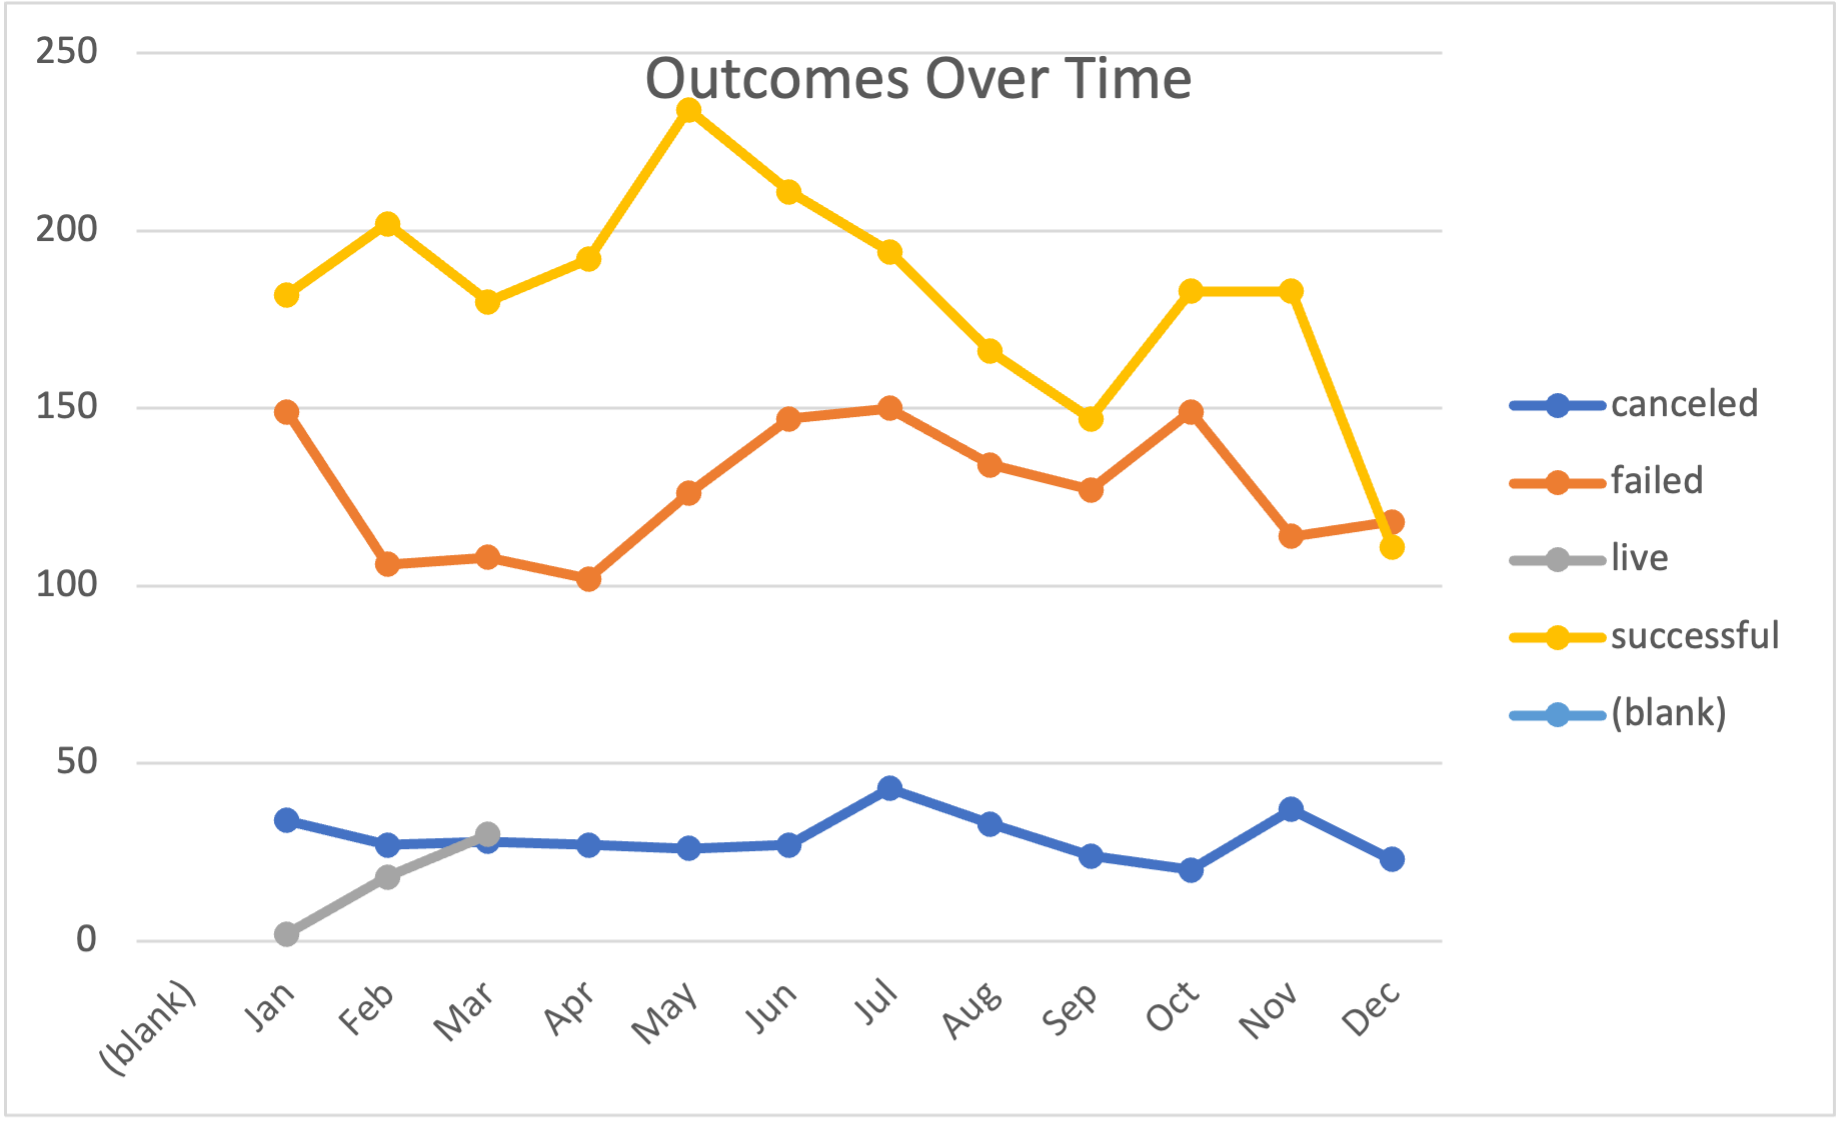 Outcomes Over Time
250
200
150
100
50
0
(blank)
Jan
Feb
Mar
Apr
May
Jun
Jul
Aug
Sep
Oct
Nov
Dec
canceled
failed
live
successful
(blank)